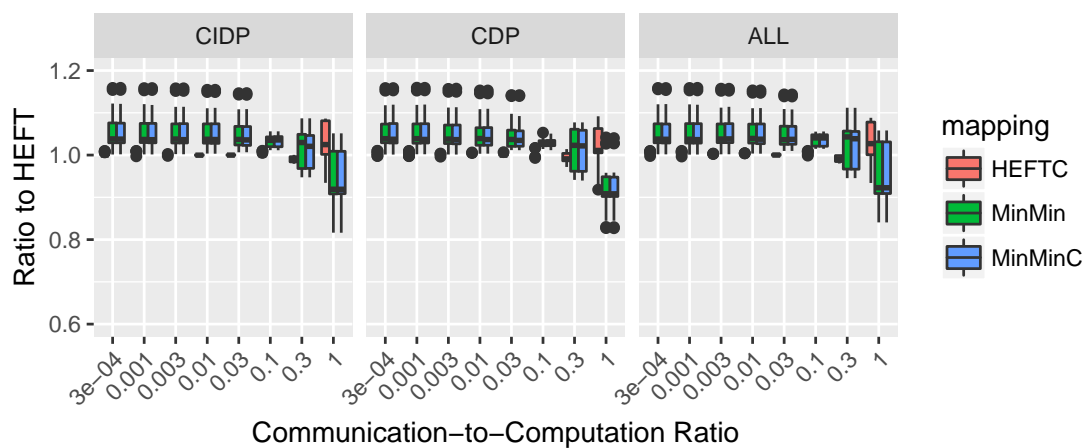 CIDP CDP ALL
Ratio to HEFT
1.2
1.0
0.8
0.6
3e-04 0.001 0.003 0.01 0.03 0.1 0.3 1
3e-04 0.001 0.003 0.01 0.03 0.1 0.3 1
3e-04 0.001 0.003 0.01 0.03 0.1 0.3 1
Communication-to-Computation Ratio
mapping
HEFTC
MinMin
MinMinC